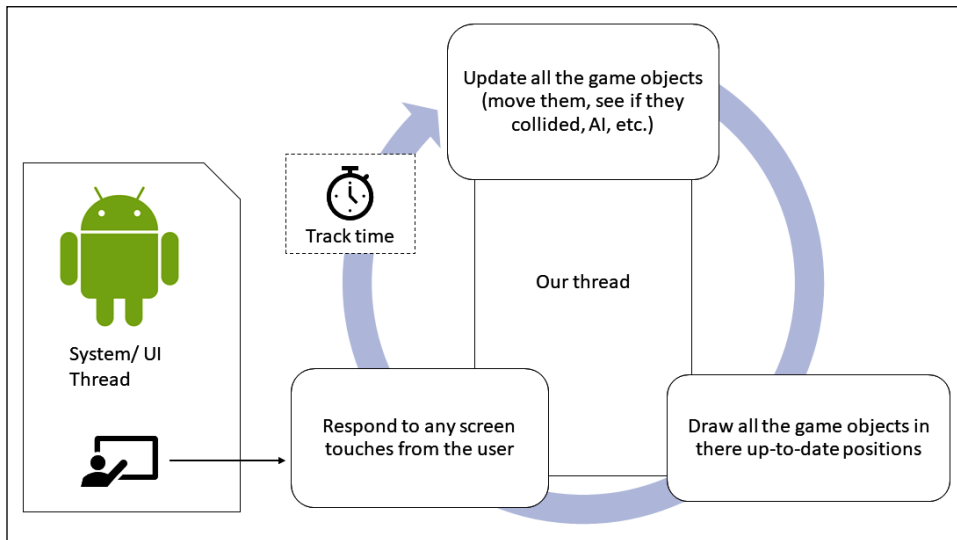 Update all the game objects
(move them, see if they
collided, AI, etc.)
Track time
Our thread
System/ UI
Thread
Respond to any screen
touches from the user
Draw all the game objects in
there up-to-date positions